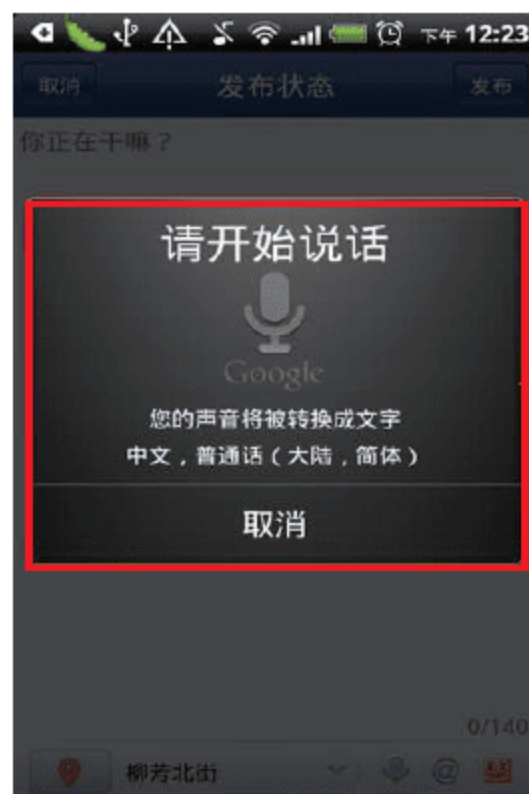 下午 12:23
取消 发布状态 发布
你正在干嘛？
请开始说话
Google
您的声音将被转换成文字
中文，普通话（大陆，简体）
取消
0/140
柳芳北街 @